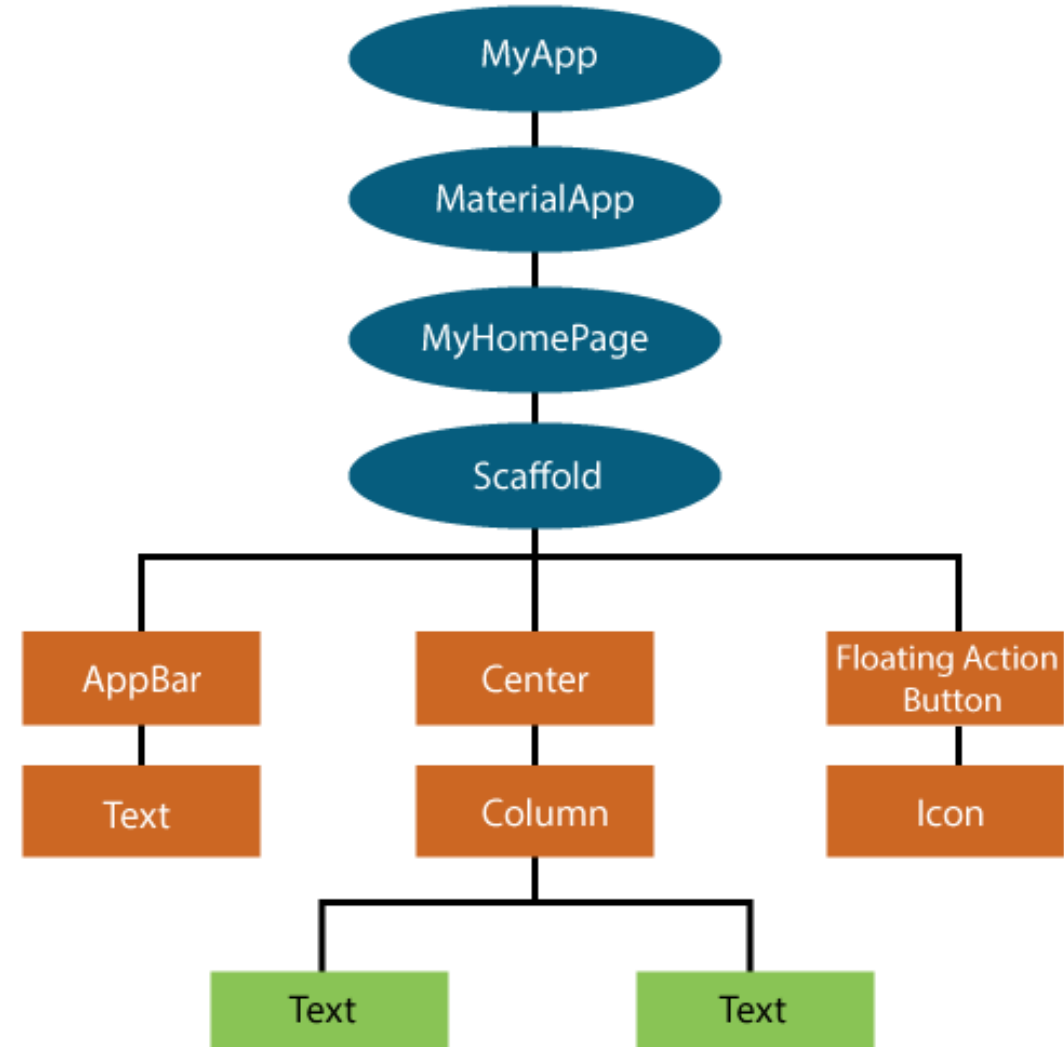 MyApp
MaterialApp
MyHomePage
Scaffold
AppBar
Center
Floating Action
Button
Text
Column
Icon
Text
Text